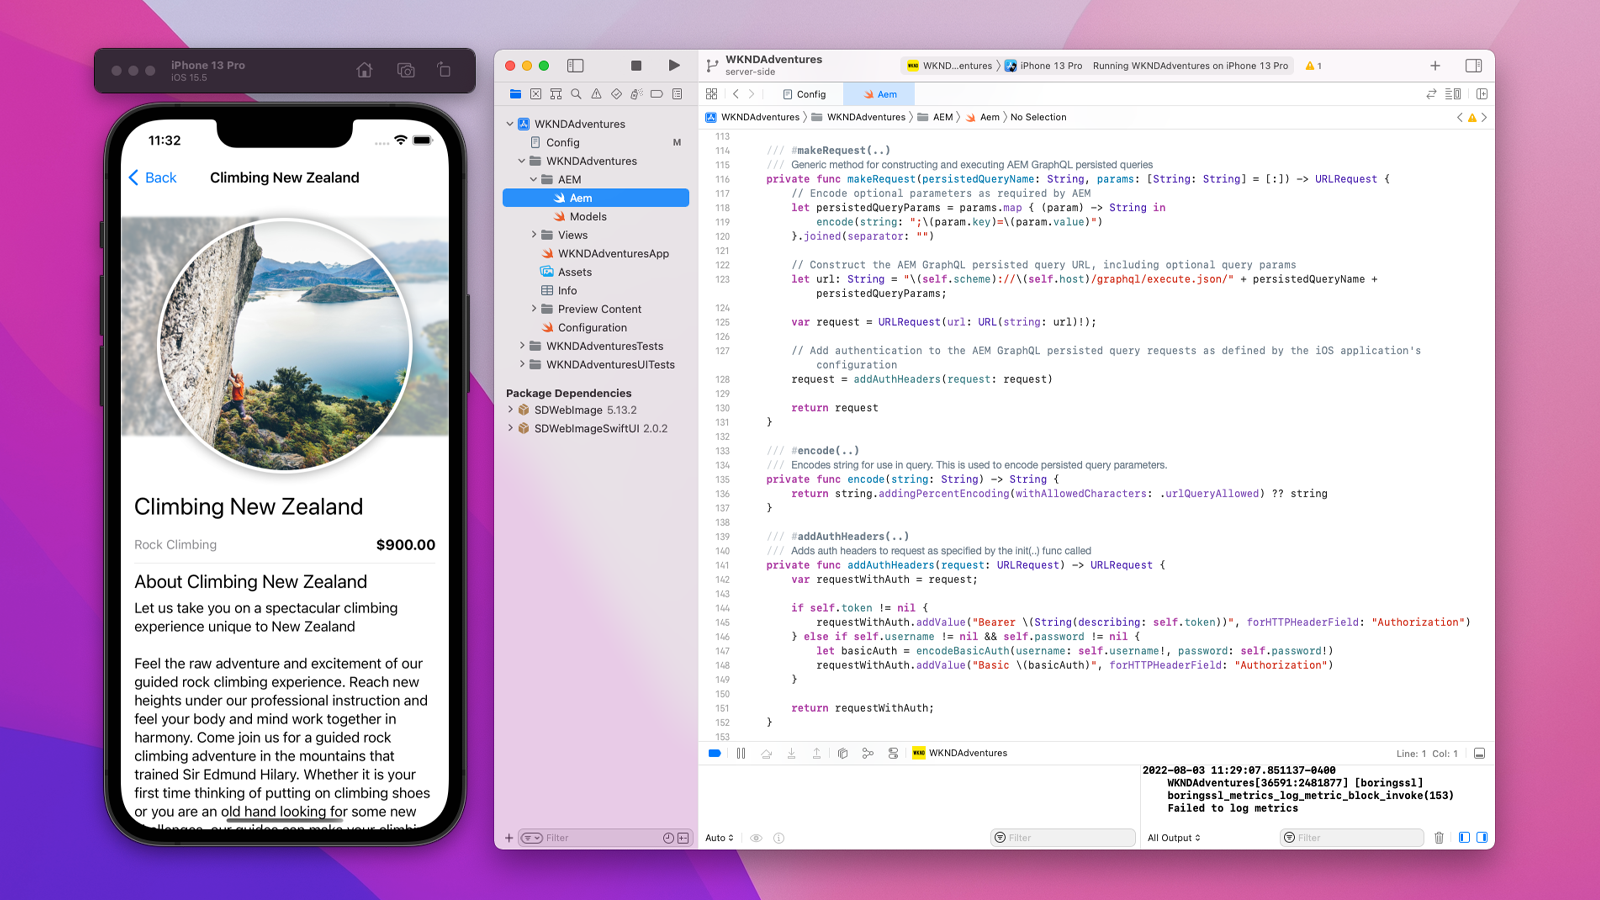 iPhone 13 Pro
iOS 15.5
11:32
Back
Climbing New Zealand
Climbing New Zealand
Rock Climbing
$900.00
About Climbing New Zealand
Let us take you on a spectacular climbing
experience unique to New Zealand
Feel the raw adventure and excitement of our
guided rock climbing experience. Reach new
heights under our professional instruction and
feel your body and mind work together in
harmony. Come join us for a guided rock
climbing adventure in the mountains that
trained Sir Edmund Hilary. Whether it is your
first time thinking of putting on climbing shoes
or you are an old hand looking for some new
challenges, our guides can make your climbing
WKNDAdventures
server-side
WKND...entures
iPhone 13 Pro
Running WKNDAdventures on iPhone 13 Pro
1
Config
Aem
WKNDAdventures
WKNDAdventures
AEM
Aem
No Selection
WKNDAdventures
Config
M
WKNDAdventures
AEM
Aem
Models
Views
WKNDAdventuresApp
Assets
Info
Preview Content
Configuration
WKNDAdventuresTests
WKNDAdventuresUITests
Package Dependencies
SDWebImage 5.13.2
SDWebImageSwiftUI 2.0.2
Filter
113
114 /// #makeRequest(..)
115 /// Generic method for constructing and executing AEM GraphQL persisted queries
116 private func makeRequest(persistedQueryName: String, params: [String: String] = [:]) -> URLRequest {
117 // Encode optional parameters as required by AEM
118 let persistedQueryParams = params.map { (param) -> String in
119 encode(string: ";\(param.key)=\(param.value)")
120 }.joined(separator: "")
121
122 // Construct the AEM GraphQL persisted query URL, including optional query params
123 let url: String = "\(self.scheme)://\(self.host)/graphql/execute.json/" + persistedQueryName +
persistedQueryParams;
124
125 var request = URLRequest(url: URL(string: url)!);
126
127 // Add authentication to the AEM GraphQL persisted query requests as defined by the iOS application's
configuration
128 request = addAuthHeaders(request: request)
129
130 return request
131 }
132
133 /// #encode(..)
134 /// Encodes string for use in query. This is used to encode persisted query parameters.
135 private func encode(string: String) -> String {
136 return string.addingPercentEncoding(withAllowedCharacters: .urlQueryAllowed) ?? string
137 }
138
139 /// #addAuthHeaders(..)
140 /// Adds auth headers to request as specified by the init(..) func called
141 private func addAuthHeaders(request: URLRequest) -> URLRequest {
142 var requestWithAuth = request;
143
144 if self.token != nil {
145 requestWithAuth.addValue("Bearer \(String(describing: self.token))", forHTTPHeaderField: "Authorization")
146 } else if self.username != nil && self.password != nil {
147 let basicAuth = encodeBasicAuth(username: self.username!, password: self.password!)
148 requestWithAuth.addValue("Basic \(basicAuth)", forHTTPHeaderField: "Authorization")
149 }
150
151 return requestWithAuth;
152 }
153
WKND WKNDAdventures
Line: 1 Col: 1
2022-08-03 11:29:07.851137-0400
WKNDAdventures[36591:2481877] [boringssl]
boringssl_metrics_log_metric_block_invoke(153)
Failed to log metrics
Auto
Filter
All Output
Filter